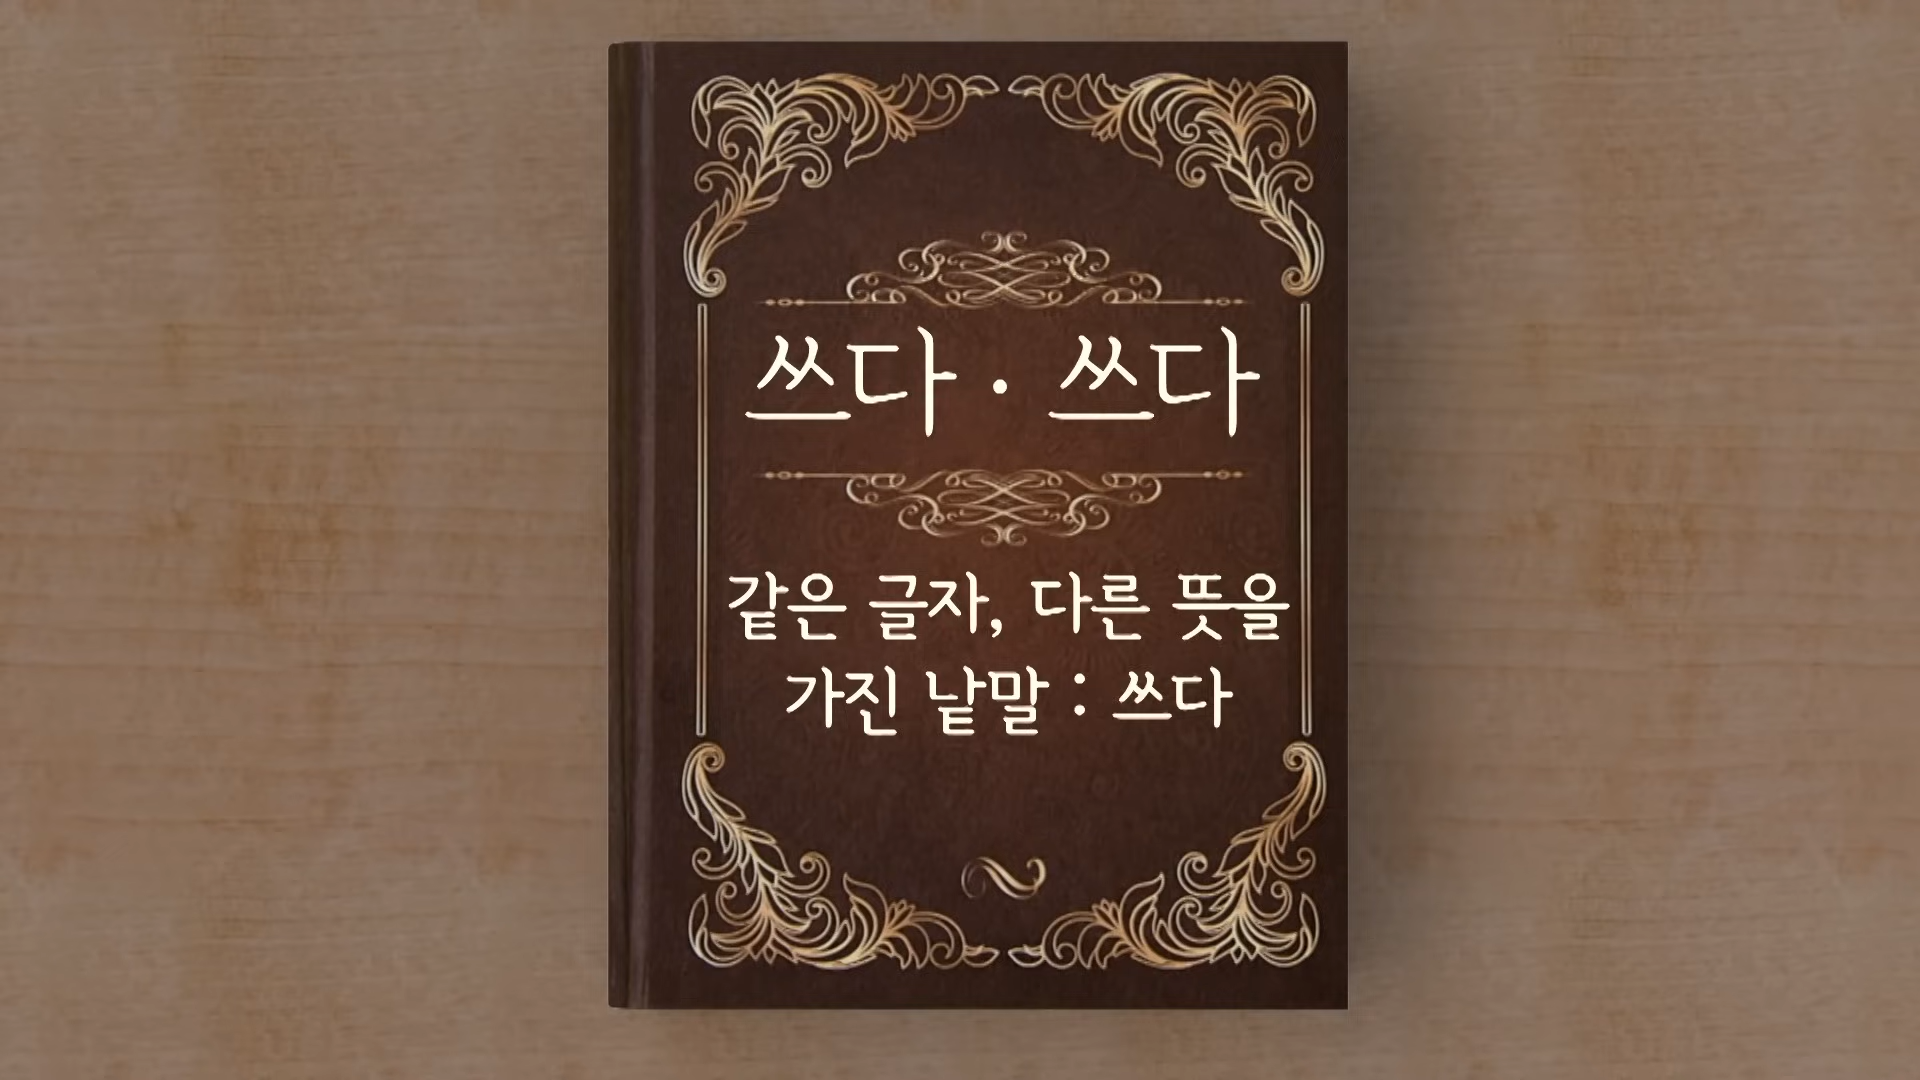 쓰다 · 쓰다
같은 글자, 다른 뜻을
가진 낱말 : 쓰다